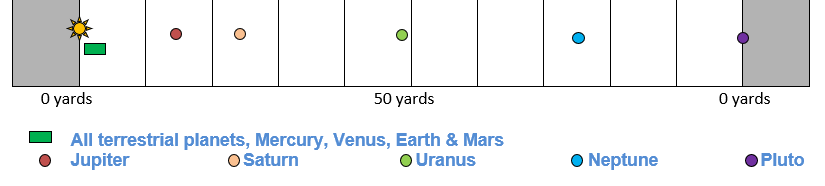 0 yards 50 yards 0 yards
All terrestrial planets, Mercury, Venus, Earth & Mars
Jupiter Saturn Uranus Neptune Pluto